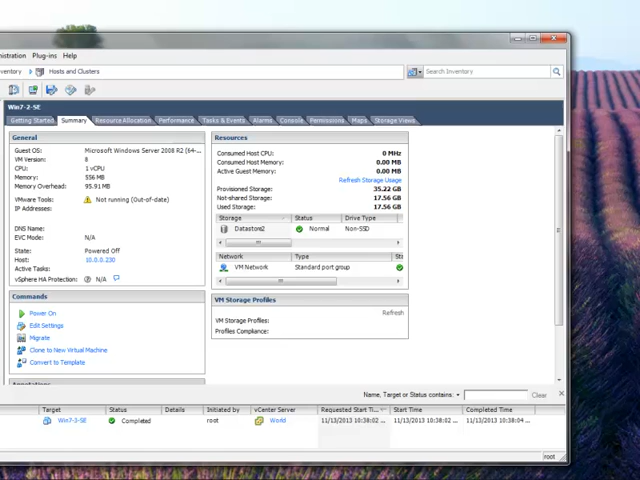 nistration Plug-ins Help
ventory Hosts and Clusters Search Inventory
Win7-2-SE
Getting Started Summary Resource Allocation Performance Tasks & Events Alarms Console Permissions Maps Storage Views
General
Guest OS: Microsoft Windows Server 2008 R2 (64-...
VM Version: 8
CPU: 1 vCPU
Memory: 556 MB
Memory Overhead: 95.91 MB
VMware Tools: Not running (Out-of-date)
IP Addresses:
DNS Name:
EVC Mode: N/A
State: Powered Off
Host: 10.0.0.230
Active Tasks:
vSphere HA Protection: N/A
Commands
Power On
Edit Settings
Migrate
Clone to New Virtual Machine
Convert to Template
Annotations
Resources
Consumed Host CPU: 0 MHz
Consumed Host Memory: 0.00 MB
Active Guest Memory: 0.00 MB
Refresh Storage Usage
Provisioned Storage: 35.22 GB
Not-shared Storage: 17.56 GB
Used Storage: 17.56 GB
Storage Status Drive Type
Datastore2 Normal Non-SSD
Network Type Sta
VM Network Standard port group
VM Storage Profiles
Refresh
VM Storage Profiles:
Profiles Compliance:
Name, Target or Status contains: Clear
Target Status Details Initiated by vCenter Server Requested Start Ti... Start Time Completed Time
Win7-3-SE Completed root World 11/13/2013 10:38:02 ... 11/13/2013 10:38:02 ... 11/13/2013 10:38:04 ...
root